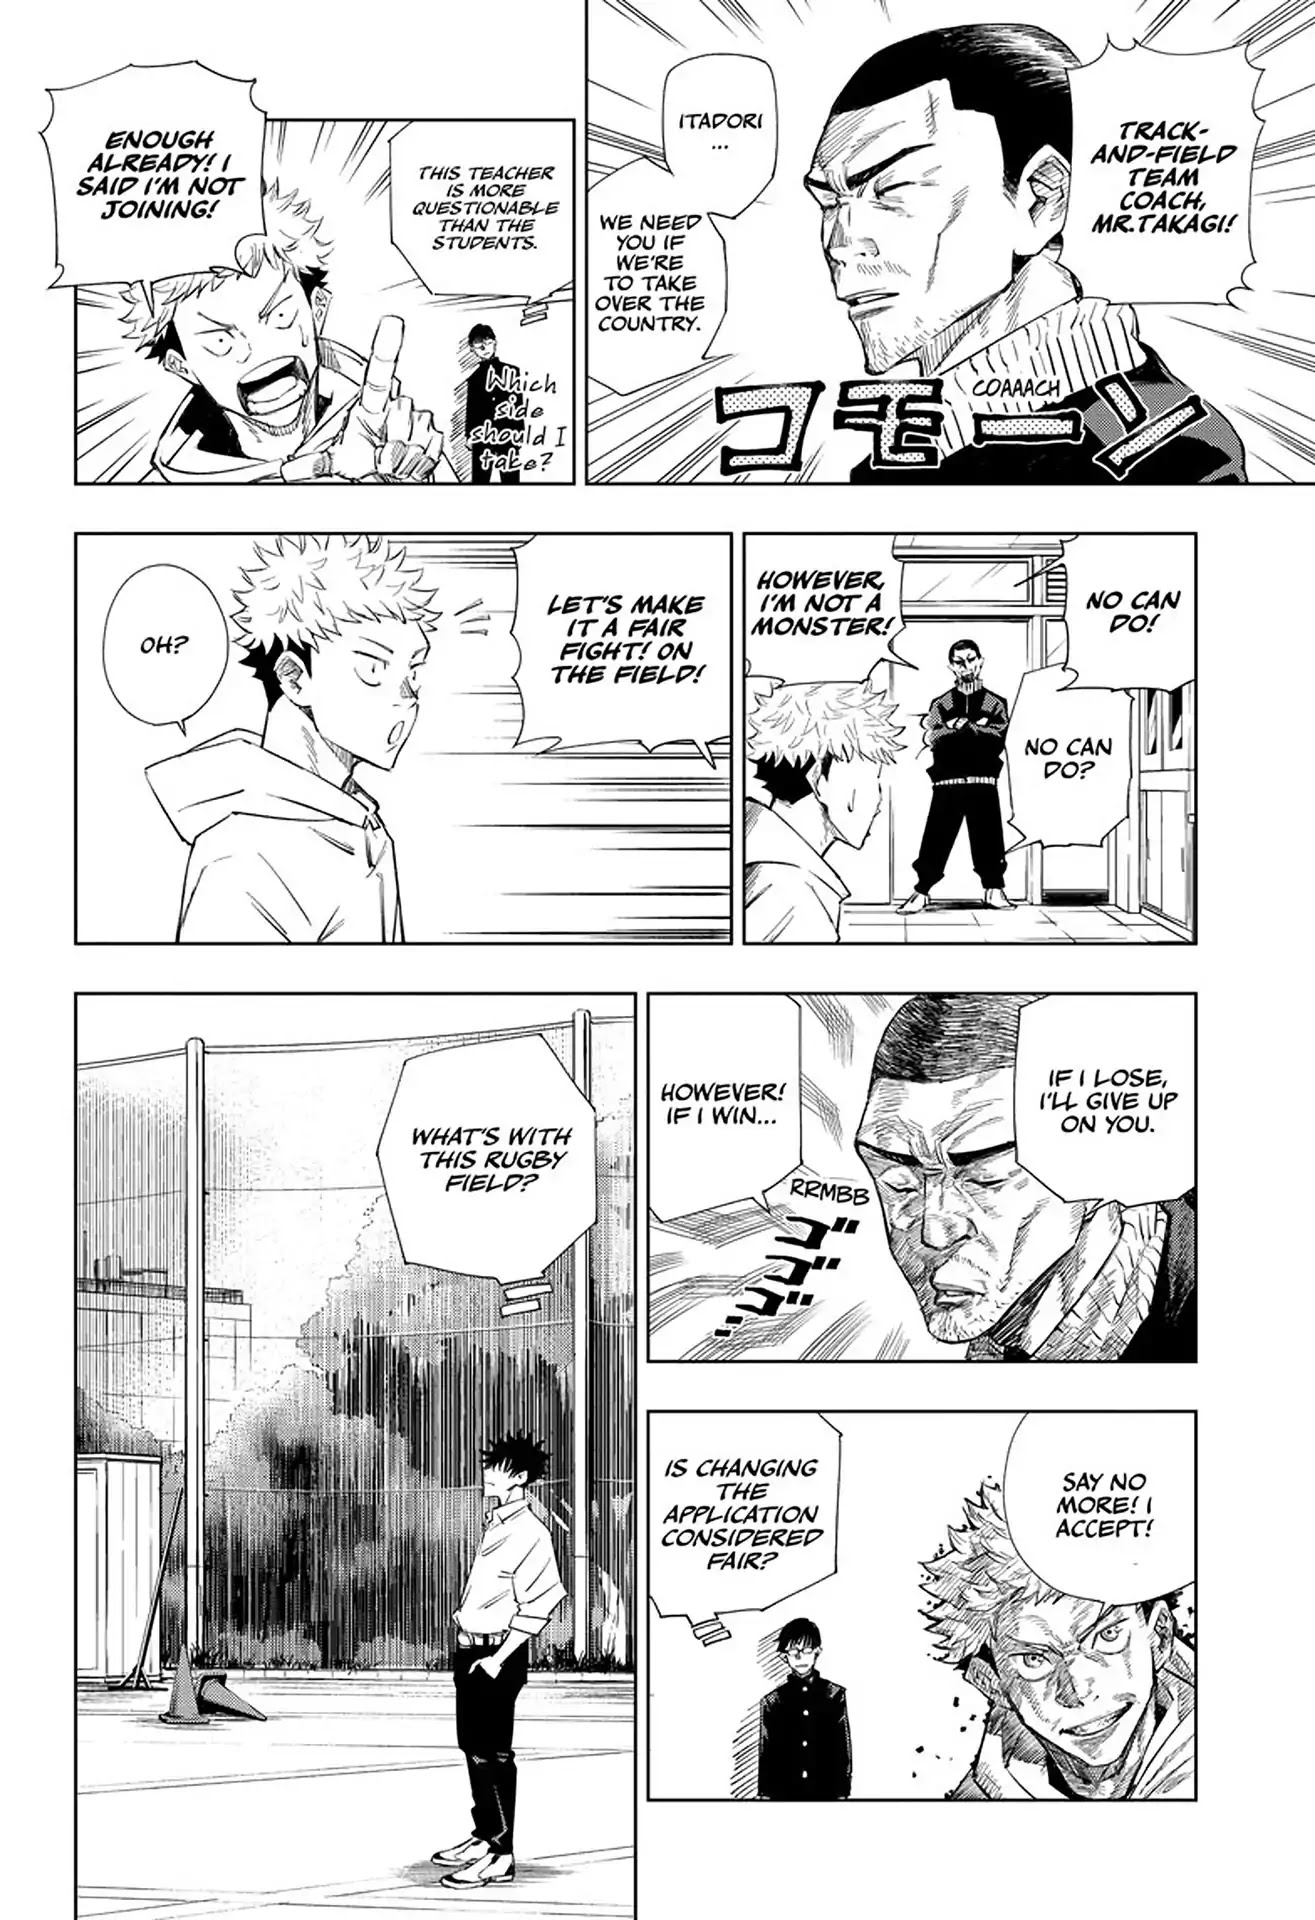 TRACK-
AND-FIELD
TEAM
COACH,
MR.TAKAGI!
ITADORI
...
WE NEED
YOU IF
WE'RE
TO TAKE
OVER THE
COUNTRY.
COAAACH
コモーン
THIS TEACHER
IS MORE
QUESTIONABLE
THAN THE
STUDENTS.
ENOUGH
ALREADY! I
SAID I'M NOT
JOINING!
Which
side
should I
take?
NO CAN
DO!
NO CAN
DO?
HOWEVER,
I'M NOT A
MONSTER!
LET'S MAKE
IT A FAIR
FIGHT! ON
THE FIELD!
OH?
IF I LOSE,
I'LL GIVE UP
ON YOU.
HOWEVER!
IF I WIN...
RRMBB
ゴゴゴ...
SAY NO
MORE! I
ACCEPT!
IS CHANGING
THE
APPLICATION
CONSIDERED
FAIR?
WHAT'S WITH
THIS RUGBY
FIELD?